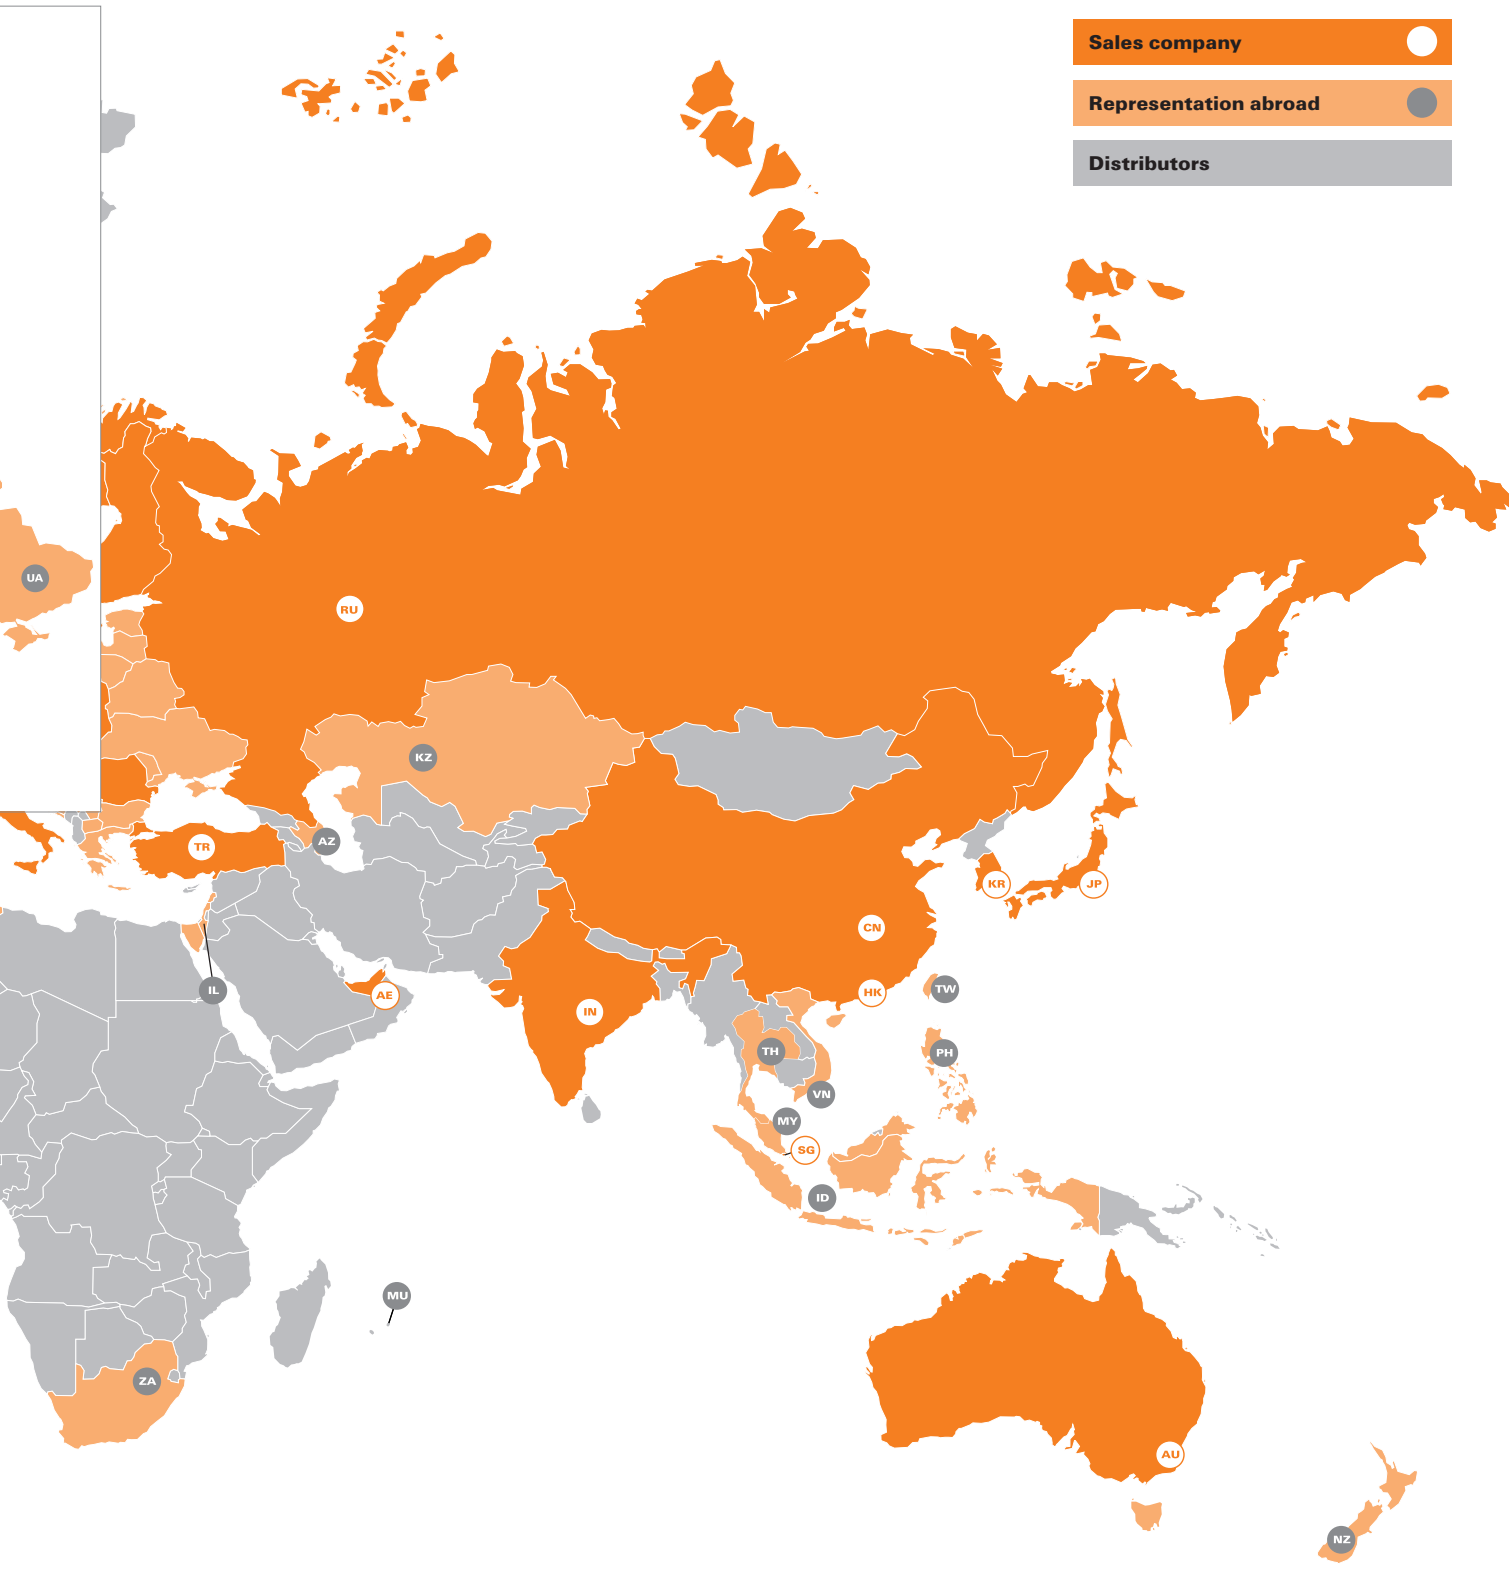 Sales company
Representation abroad
Distributors
UA
RU
KZ
TR
AZ
KR
JP
CN
IL
AE
HK
TW
IN
TH
PH
VN
MY
SG
ID
MU
ZA
AU
NZ